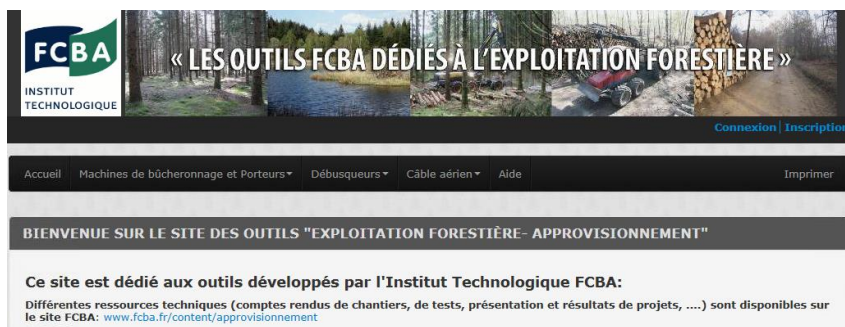 FCBA
INSTITUT
TECHNOLOGIQUE
« LES OUTILS FCBA DÉDIÉS À L'EXPLOITATION FORESTIÈRE »
Connexion | Inscription
Accueil Machines de bûcheronnage et Porteurs Débusqueurs Câble aérien Aide Imprimer
BIENVENUE SUR LE SITE DES OUTILS "EXPLOITATION FORESTIÈRE- APPROVISIONNEMENT"
Ce site est dédié aux outils développés par l'Institut Technologique FCBA:
Différentes ressources techniques (comptes rendus de chantiers, de tests, présentation et résultats de projets, ....) sont disponibles sur
le site FCBA: www.fcba.fr/content/approvisionnement